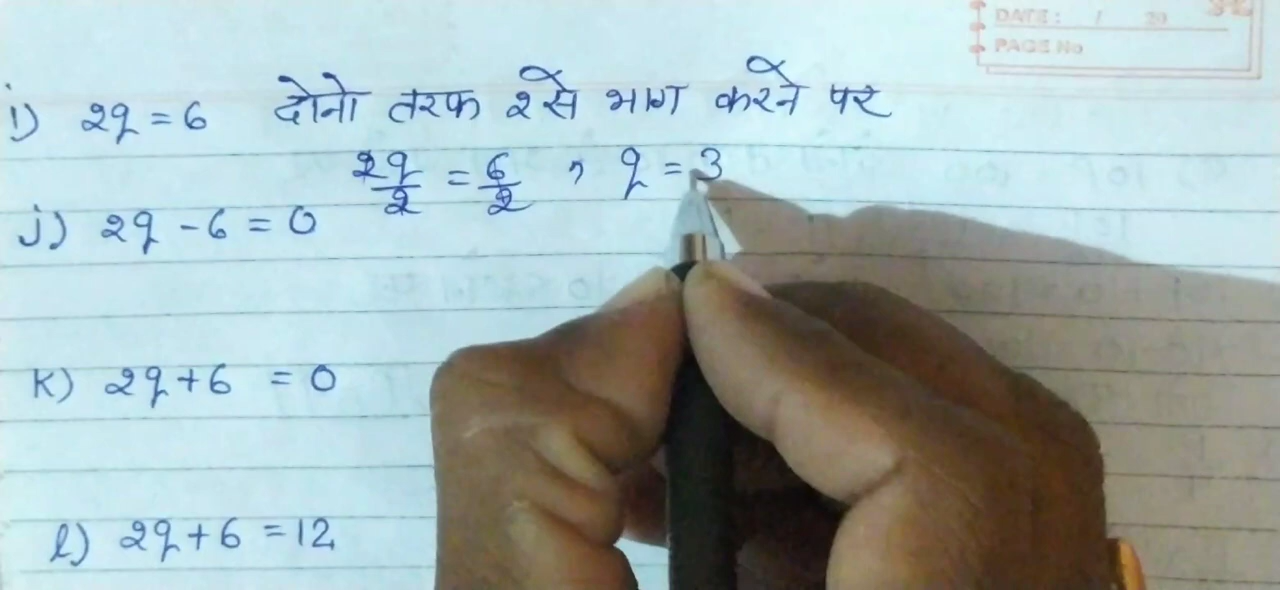 DATE: / 20
PAGE No
i) 2q = 6 दोनो तरफ 2 से भाग करने पर
2q/2 = 6/2 , q = 3
j) 2q - 6 = 0
K) 2q + 6 = 0
l) 2q + 6 = 12